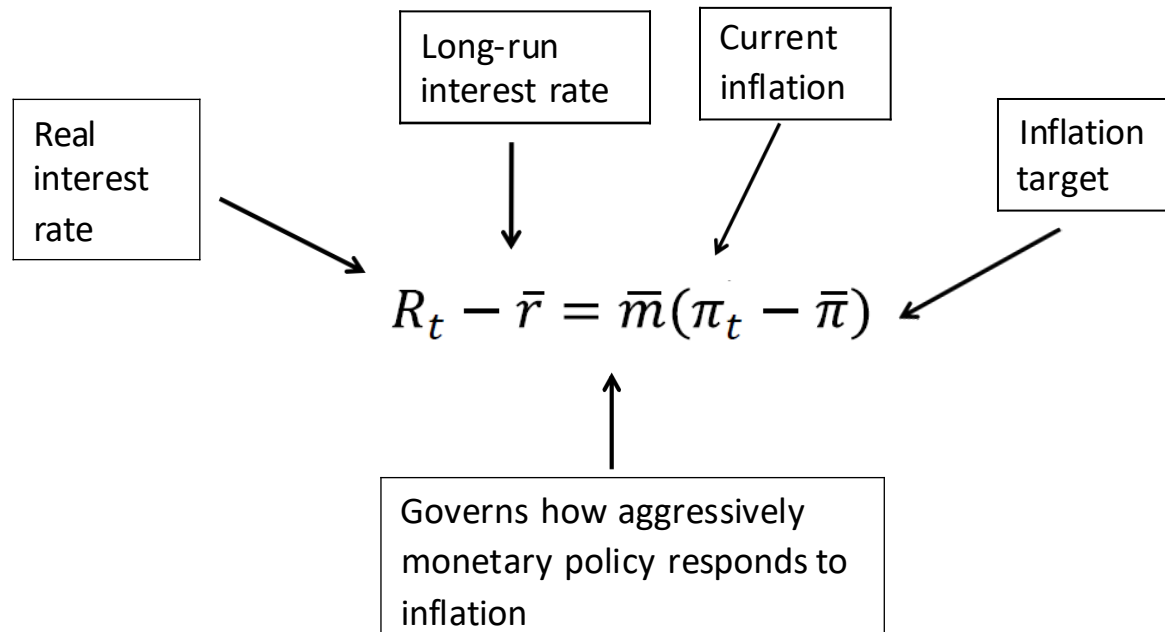 Long-run
interest rate
Current
inflation
Real
interest
rate
Inflation
target
R_t − r̄ = m̄(π_t − π̄)
Governs how aggressively
monetary policy responds to
inflation